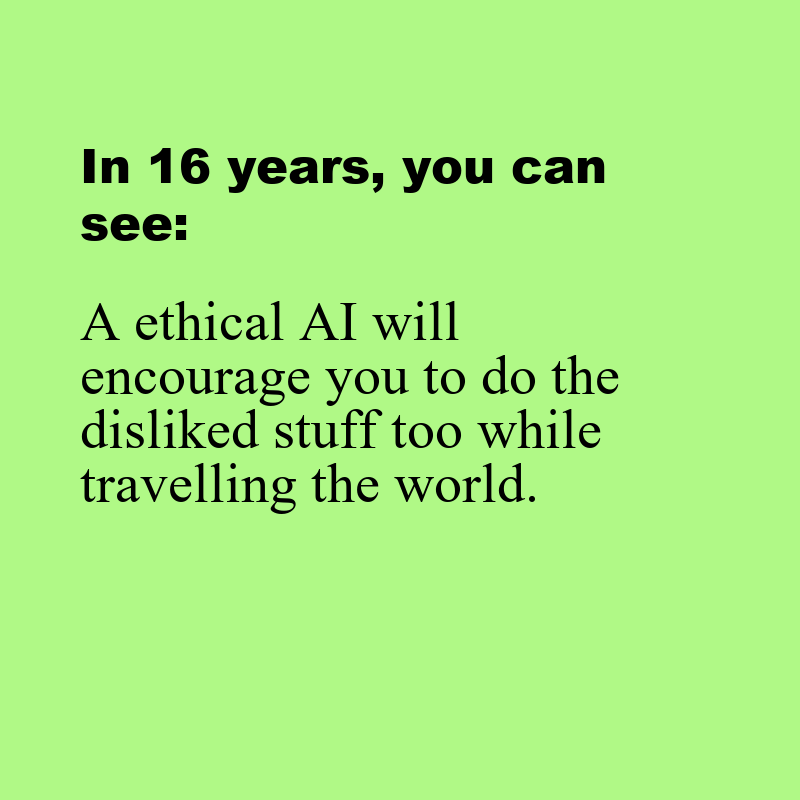 In 16 years, you can
see:
A ethical AI will
encourage you to do the
disliked stuff too while
travelling the world.